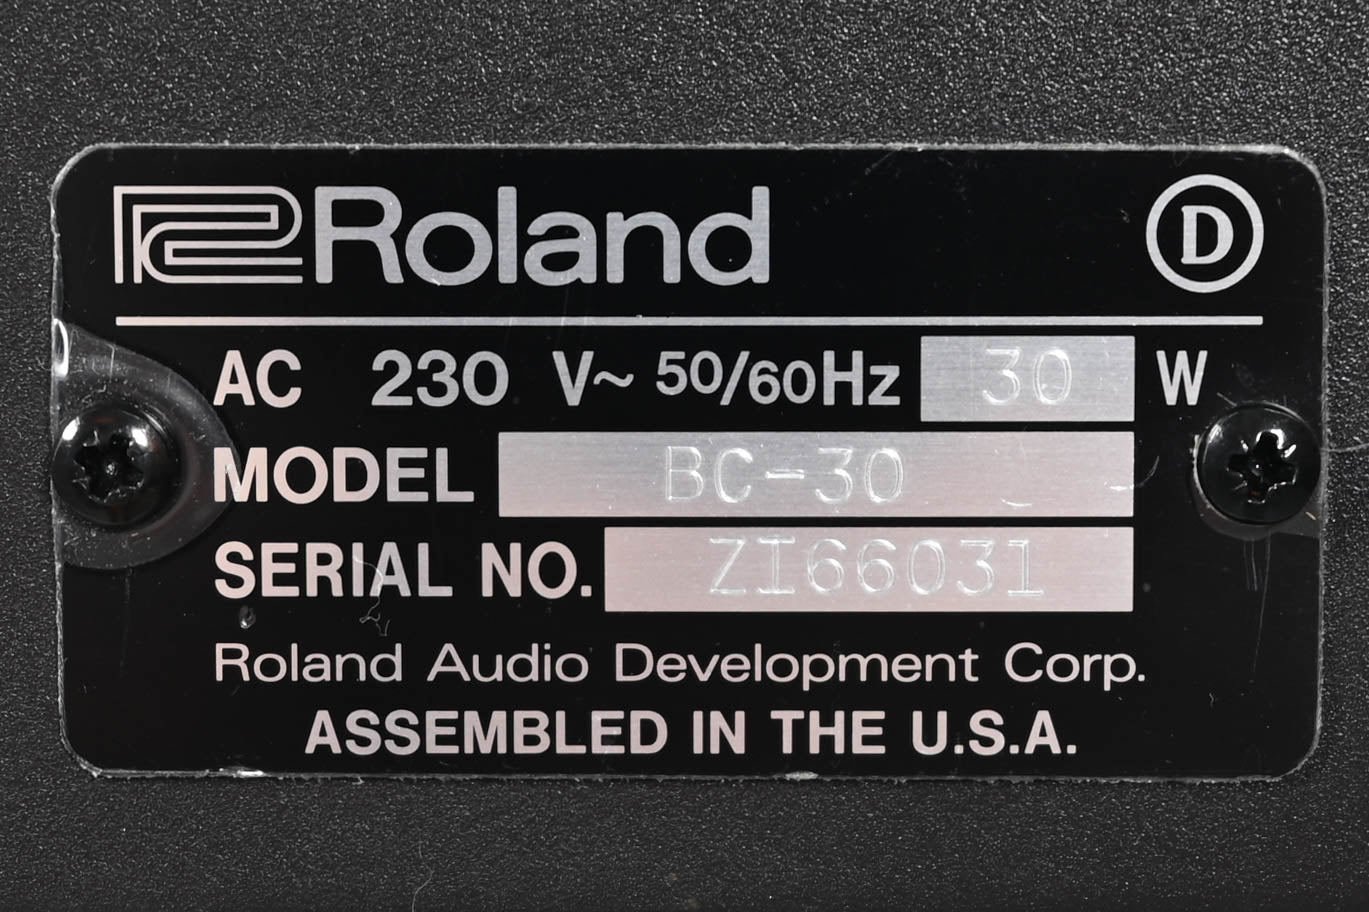 Roland D
AC 230 V~ 50/60Hz 30 W
MODEL BC-30
SERIAL NO. ZI66031
Roland Audio Development Corp.
ASSEMBLED IN THE U.S.A.